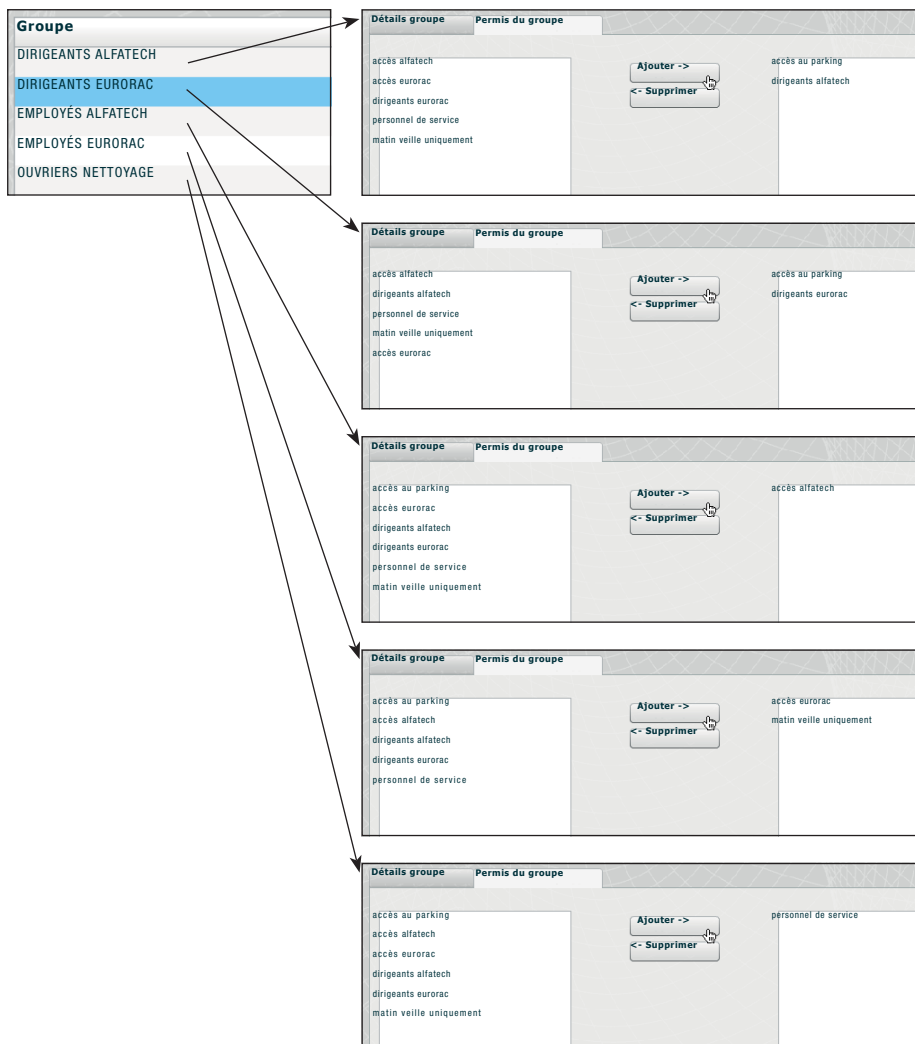 Groupe
DIRIGEANTS ALFATECH
DIRIGEANTS EURORAC
EMPLOYÉS ALFATECH
EMPLOYÉS EURORAC
OUVRIERS NETTOYAGE
Détails groupe Permis du groupe
accès alfatech
accès eurorac
dirigeants eurorac
personnel de service
matin veille uniquement
Ajouter ->
<- Supprimer
accès au parking
dirigeants alfatech
Détails groupe Permis du groupe
accès alfatech
dirigeants alfatech
personnel de service
matin veille uniquement
accès eurorac
Ajouter ->
<- Supprimer
accès au parking
dirigeants eurorac
Détails groupe Permis du groupe
accès au parking
accès eurorac
dirigeants alfatech
dirigeants eurorac
personnel de service
matin veille uniquement
Ajouter ->
<- Supprimer
accès alfatech
Détails groupe Permis du groupe
accès au parking
accès alfatech
dirigeants alfatech
dirigeants eurorac
personnel de service
Ajouter ->
<- Supprimer
accès eurorac
matin veille uniquement
Détails groupe Permis du groupe
accès au parking
accès alfatech
accès eurorac
dirigeants alfatech
dirigeants eurorac
matin veille uniquement
Ajouter ->
<- Supprimer
personnel de service